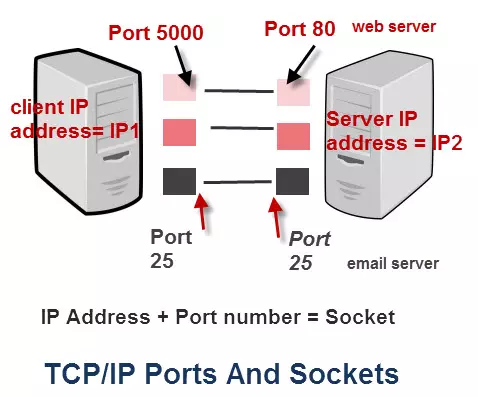 Port 5000
Port 80 web server
client IP
address= IP1
Server IP
address = IP2
Port
25
Port
25 email server
IP Address + Port number = Socket
TCP/IP Ports And Sockets